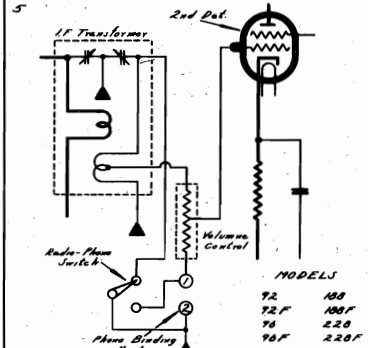 5
2nd Det.
I.F. Transformer
Volume Control
Radio-Phono Switch
1
2
Phono Binding
MODELS
92 188
92F 188F
96 228
96F 228F